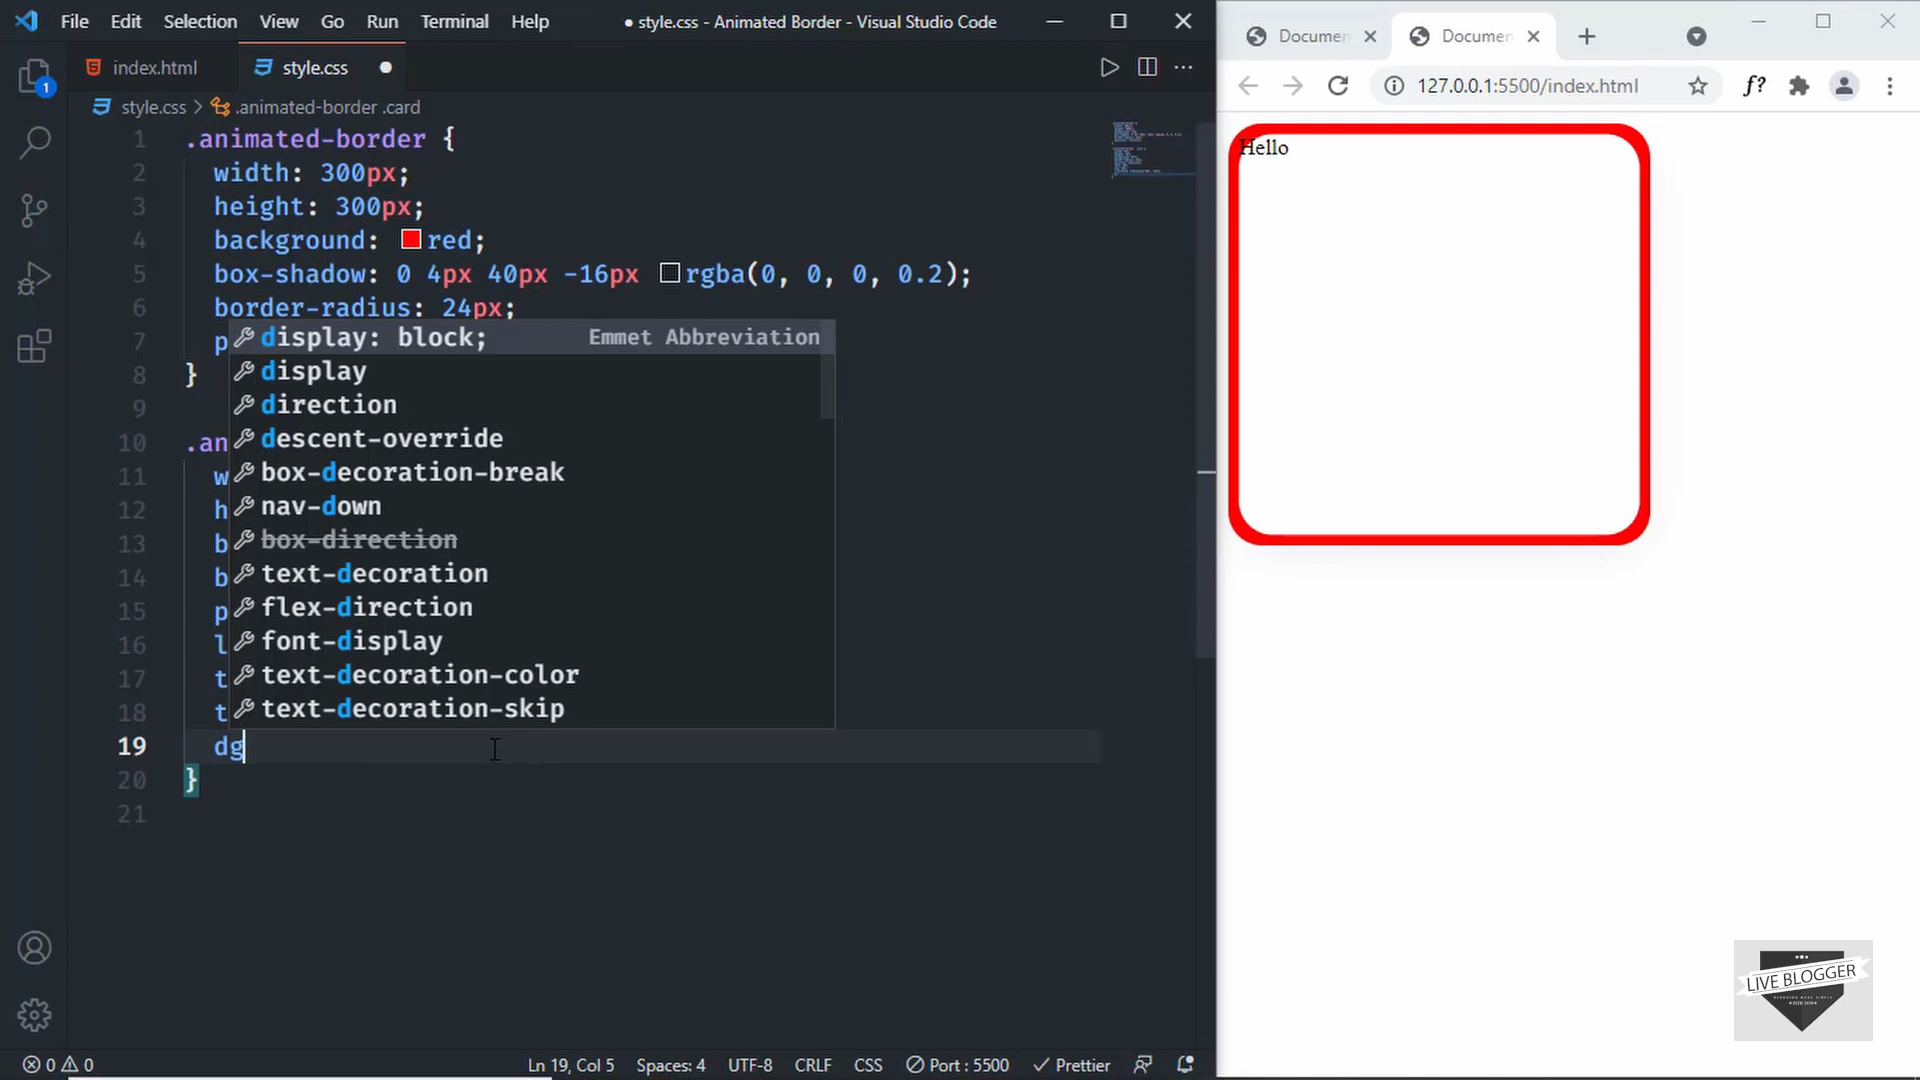 File Edit Selection View Go Run Terminal Help
● style.css - Animated Border - Visual Studio Code
index.html
style.css ●
style.css > .animated-border .card
1 .animated-border {
2 width: 300px;
3 height: 300px;
4 background: red;
5 box-shadow: 0 4px 40px -16px rgba(0, 0, 0, 0.2);
6 border-radius: 24px;
7 p
8 }
9
10 .an
11 w
12 h
13 b
14 b
15 p
16 l
17 t
18 t
19 dg
20 }
21
display: block; Emmet Abbreviation
display
direction
descent-override
box-decoration-break
nav-down
box-direction
text-decoration
flex-direction
font-display
text-decoration-color
text-decoration-skip
1
0 0
Ln 19, Col 5
Spaces: 4
UTF-8
CRLF
CSS
Port : 5500
Prettier
Documen
Documen
127.0.0.1:5500/index.html
f?
Hello
LIVE BLOGGER